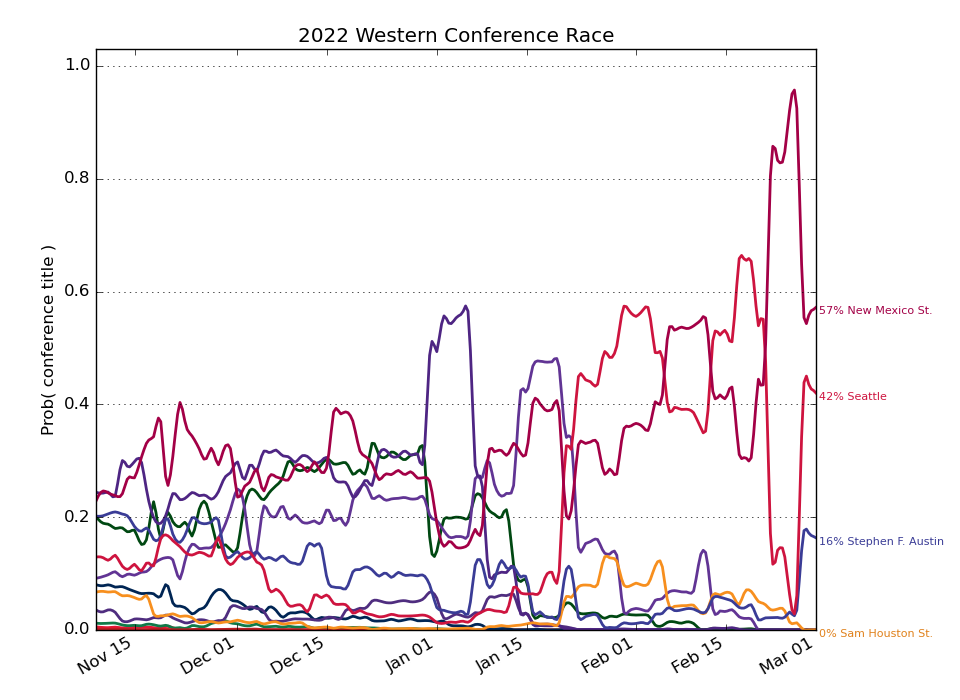 2022 Western Conference Race
Prob( conference title )
1.0
0.8
0.6
0.4
0.2
0.0
Nov 15
Dec 01
Dec 15
Jan 01
Jan 15
Feb 01
Feb 15
Mar 01
57% New Mexico St.
42% Seattle
16% Stephen F. Austin
0% Sam Houston St.